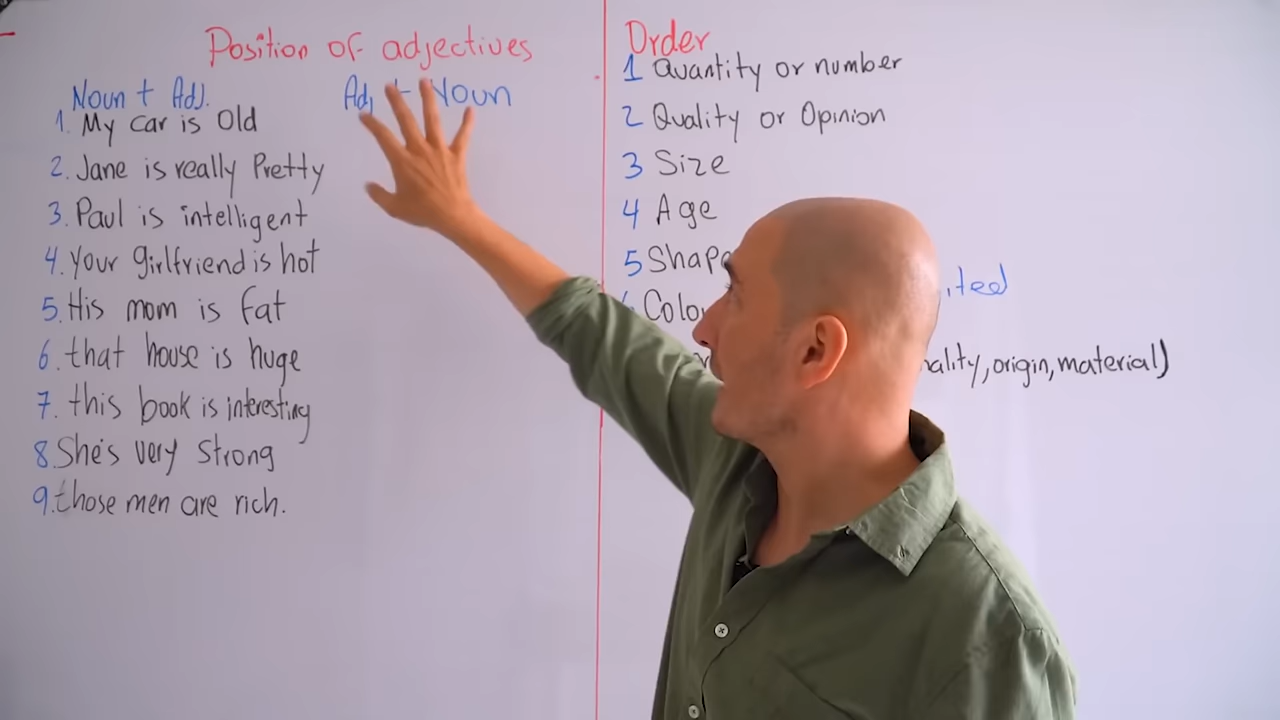 Position of adjectives
Noun + Adj.
1. My car is Old
2. Jane is really Pretty
3. Paul is intelligent
4. Your girlfriend is hot
5. His mom is fat
6. that house is huge
7. this book is interesting
8. She's very strong
9. those men are rich.
Adj + Noun
Order
1 Quantity or number
2 Quality or Opinion
3 Size
4 Age
5 Shape
origin, material)